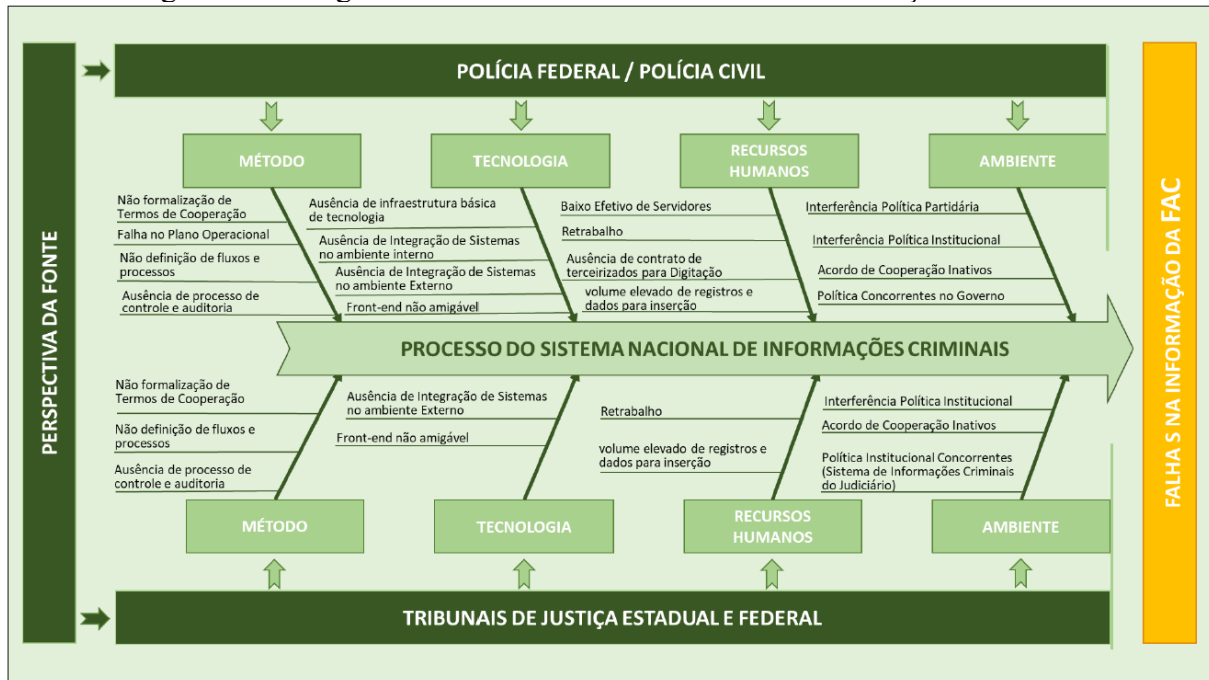 PERSPECTIVA DA FONTE
POLÍCIA FEDERAL / POLÍCIA CIVIL
MÉTODO
Não formalização de
Termos de Cooperação
Falha no Plano Operacional
Não definição de fluxos e
processos
Ausência de processo de
controle e auditoria
TECNOLOGIA
Ausência de infraestrutura básica
de tecnologia
Ausência de Integração de Sistemas
no ambiente interno
Ausência de Integração de Sistemas
no ambiente Externo
Front-end não amigável
RECURSOS
HUMANOS
Baixo Efetivo de Servidores
Retrabalho
Ausência de contrato de
terceirizados para Digitação
volume elevado de registros e
dados para inserção
AMBIENTE
Interferência Política Partidária
Interferência Política Institucional
Acordo de Cooperação Inativos
Política Concorrentes no Governo
PROCESSO DO SISTEMA NACIONAL DE INFORMAÇÕES CRIMINAIS
Não formalização de
Termos de Cooperação
Não definição de fluxos e
processos
Ausência de processo de
controle e auditoria
MÉTODO
Ausência de Integração de Sistemas
no ambiente Externo
Front-end não amigável
TECNOLOGIA
Retrabalho
volume elevado de registros e
dados para inserção
RECURSOS
HUMANOS
Interferência Política Institucional
Acordo de Cooperação Inativos
Política Institucional Concorrentes
(Sistema de Informações Criminais
do Judiciário)
AMBIENTE
TRIBUNAIS DE JUSTIÇA ESTADUAL E FEDERAL
FALHA S NA INFORMAÇÃO DA FAC